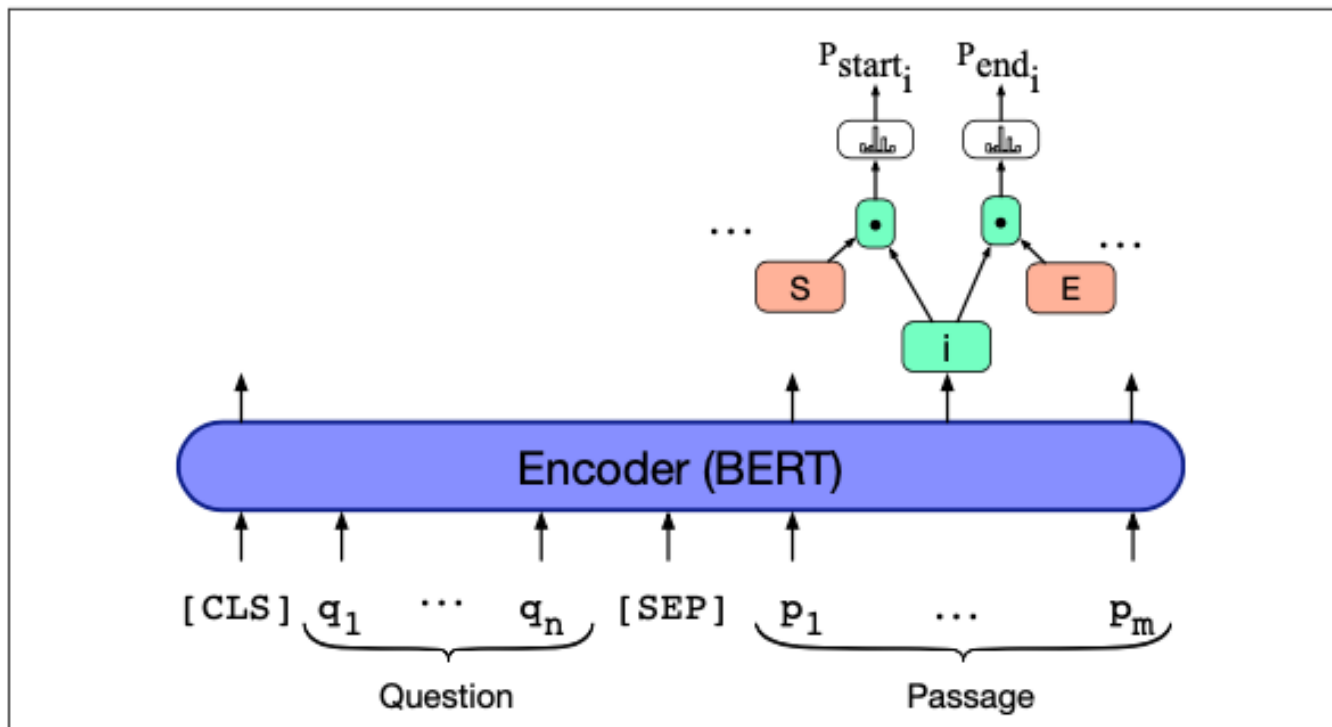 P_start_i P_end_i
... • • ...
S E
i
Encoder (BERT)
[CLS] q_1 ... q_n [SEP] p_1 ... p_m
Question Passage